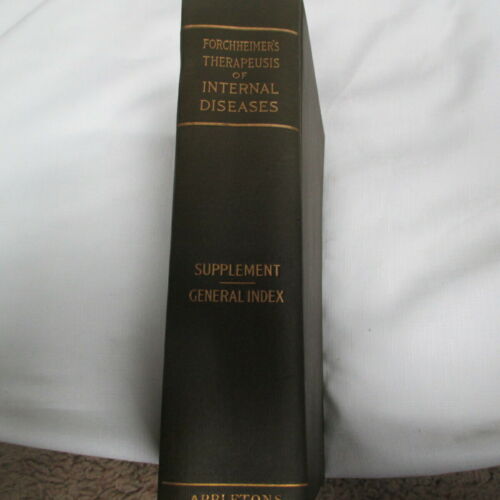 FORCHHEIMER'S
THERAPEUSIS
OF
INTERNAL
DISEASES
SUPPLEMENT
GENERAL INDEX
APPLETONS